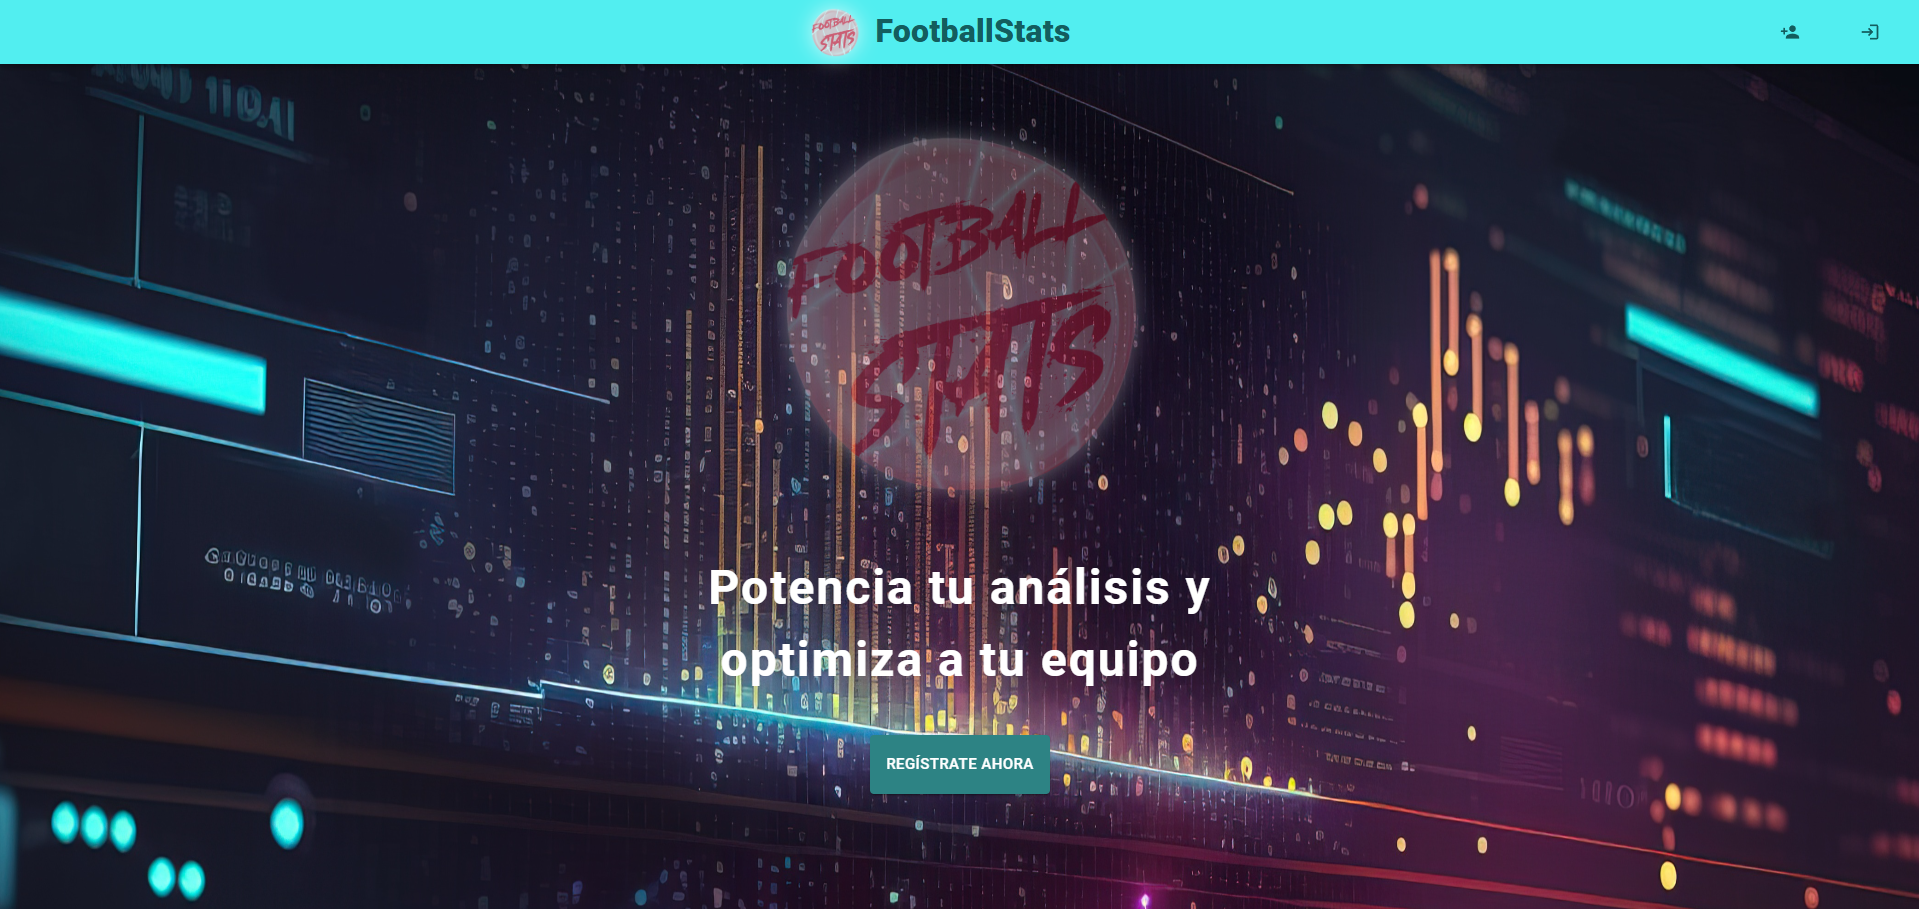 FOOTBALL
STATS
FootballStats
FOOTBALL
STATS
Potencia tu análisis y
optimiza a tu equipo
REGÍSTRATE AHORA